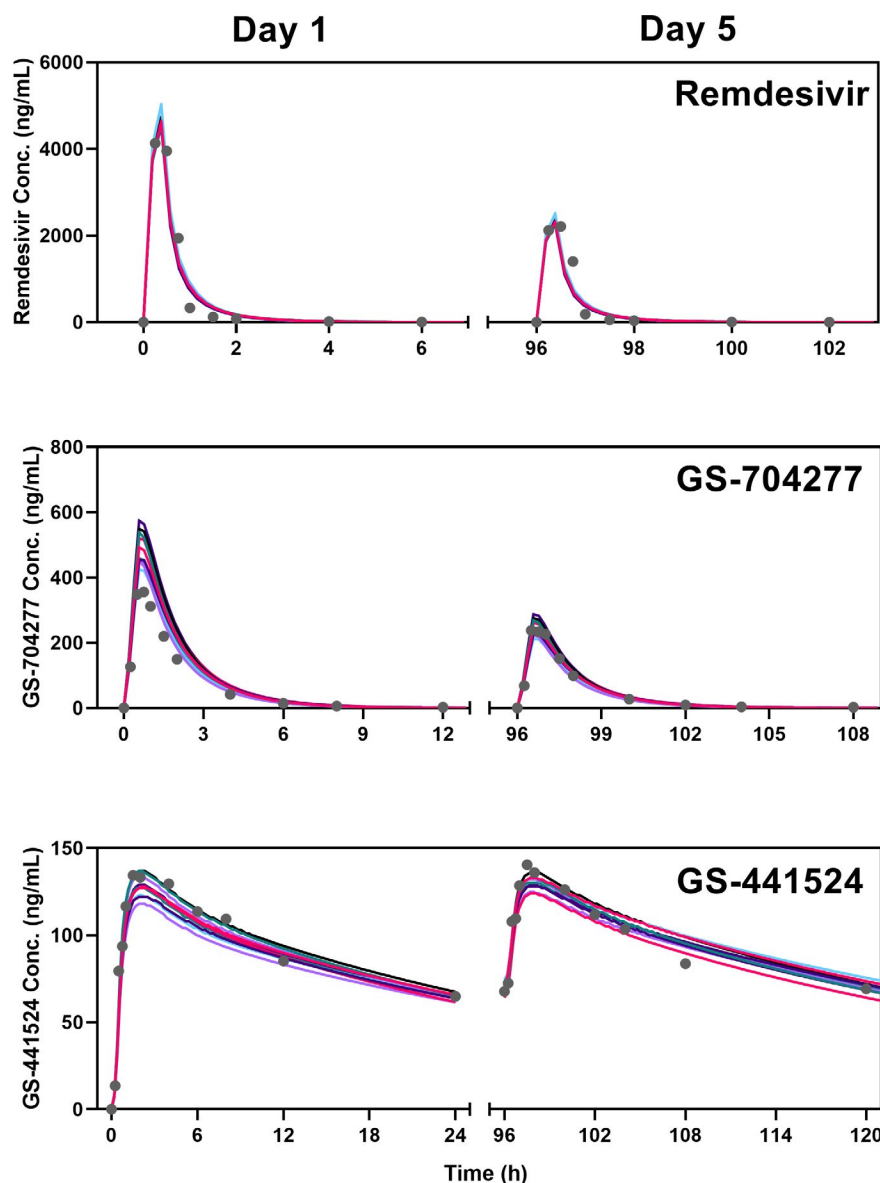 Day 1 Day 5
Remdesivir
Remdesivir Conc. (ng/mL)
6000
4000
2000
0
0 2 4 6 96 98 100 102
GS-704277
GS-704277 Conc. (ng/mL)
800
600
400
200
0
0 3 6 9 12 96 99 102 105 108
GS-441524
GS-441524 Conc. (ng/mL)
150
100
50
0
0 6 12 18 24 96 102 108 114 120
Time (h)